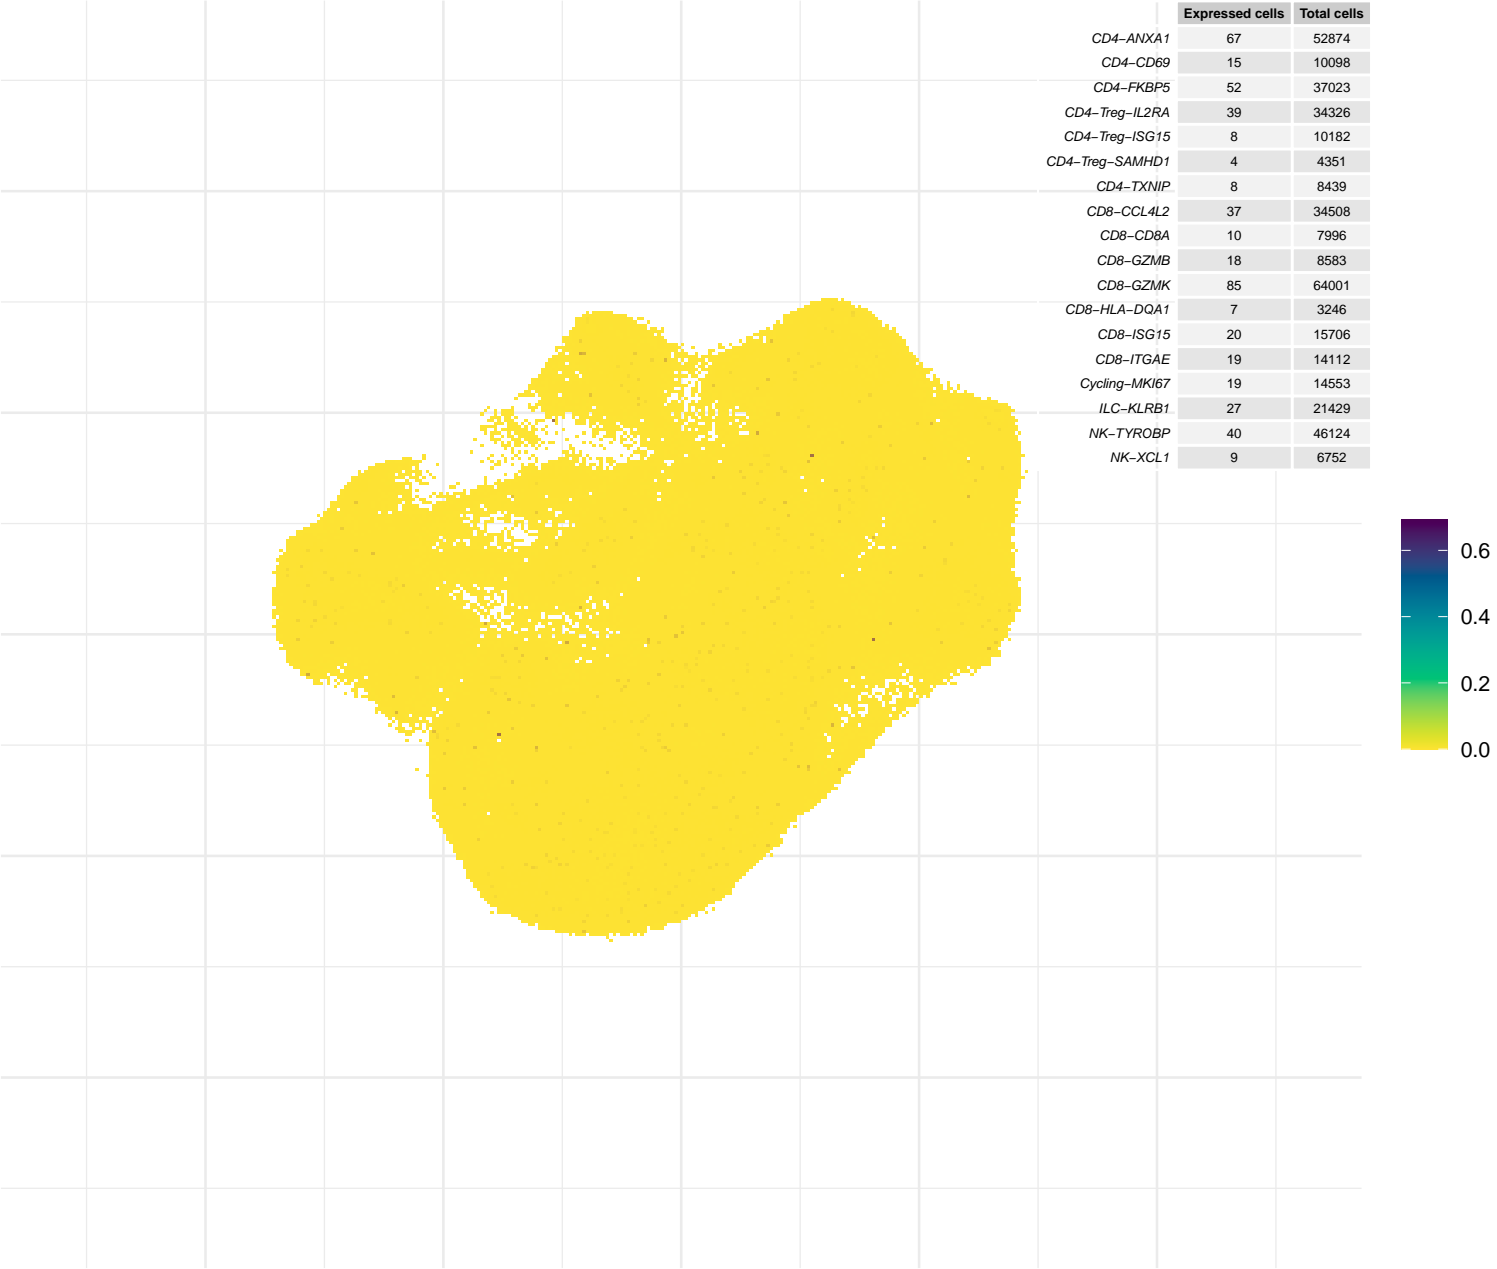 Expressed cells Total cells
CD4−ANXA1 67 52874
CD4−CD69 15 10098
CD4−FKBP5 52 37023
CD4−Treg−IL2RA 39 34326
CD4−Treg−ISG15 8 10182
CD4−Treg−SAMHD1 4 4351
CD4−TXNIP 8 8439
CD8−CCL4L2 37 34508
CD8−CD8A 10 7996
CD8−GZMB 18 8583
CD8−GZMK 85 64001
CD8−HLA−DQA1 7 3246
CD8−ISG15 20 15706
CD8−ITGAE 19 14112
Cycling−MKI67 19 14553
ILC−KLRB1 27 21429
NK−TYROBP 40 46124
NK−XCL1 9 6752
0.6
0.4
0.2
0.0